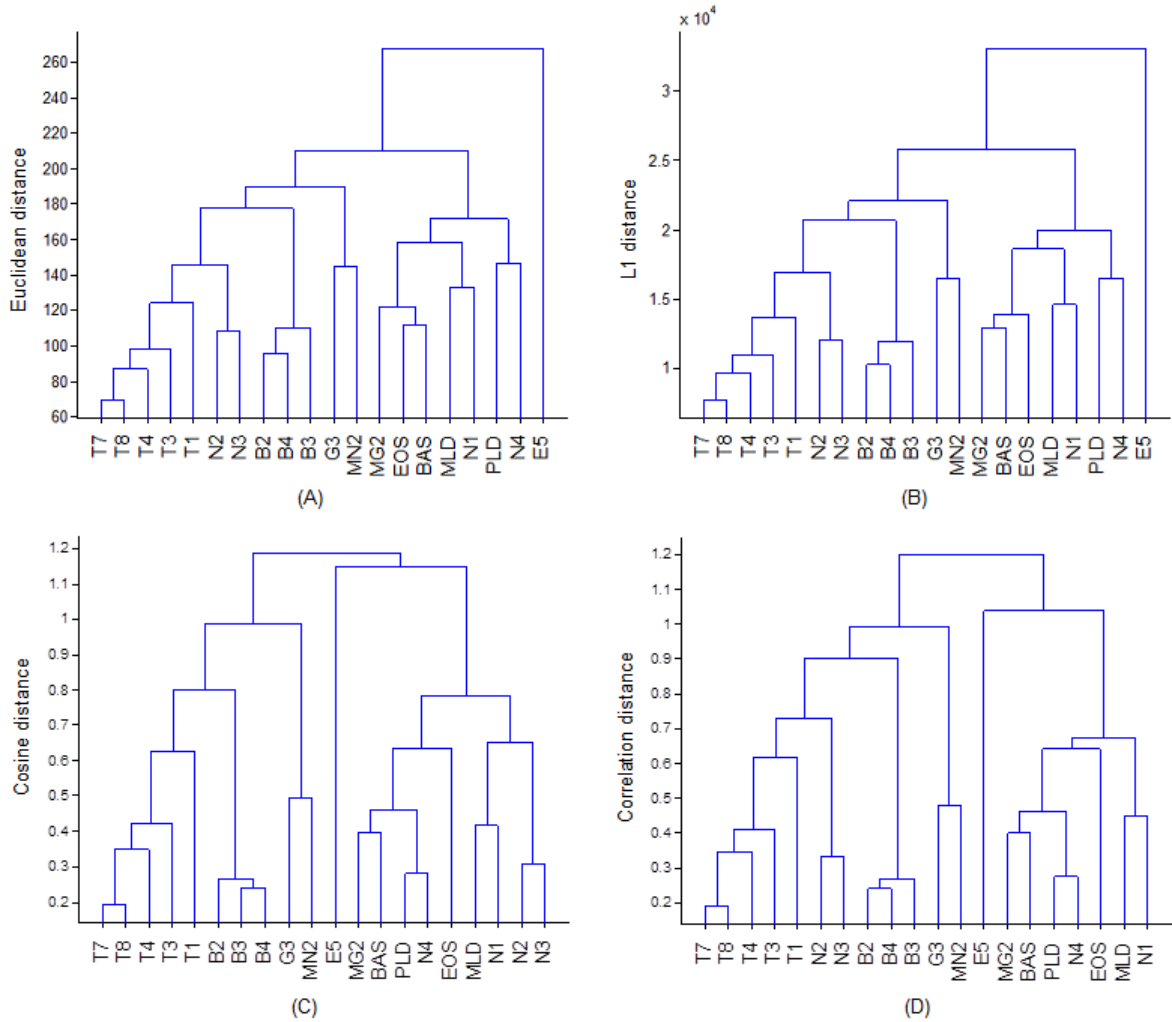 Euclidean distance
260
240
220
200
180
160
140
120
100
80
60
T7 T8 T4 T3 T1 N2 N3 B2 B4 B3 G3 MN2 MG2 EOS BAS MLD N1 PLD N4 E5
(A)
x 10⁴
L1 distance
3
2.5
2
1.5
1
T7 T8 T4 T3 T1 N2 N3 B2 B4 B3 G3 MN2 MG2 BAS EOS MLD N1 PLD N4 E5
(B)
Cosine distance
1.2
1.1
1
0.9
0.8
0.7
0.6
0.5
0.4
0.3
0.2
T7 T8 T4 T3 T1 B2 B3 B4 G3 MN2 E5 MG2 BAS PLD N4 EOS MLD N1 N2 N3
(C)
Correlation distance
1.2
1.1
1
0.9
0.8
0.7
0.6
0.5
0.4
0.3
0.2
T7 T8 T4 T3 T1 N2 N3 B2 B4 B3 G3 MN2 E5 MG2 BAS PLD N4 EOS MLD N1
(D)